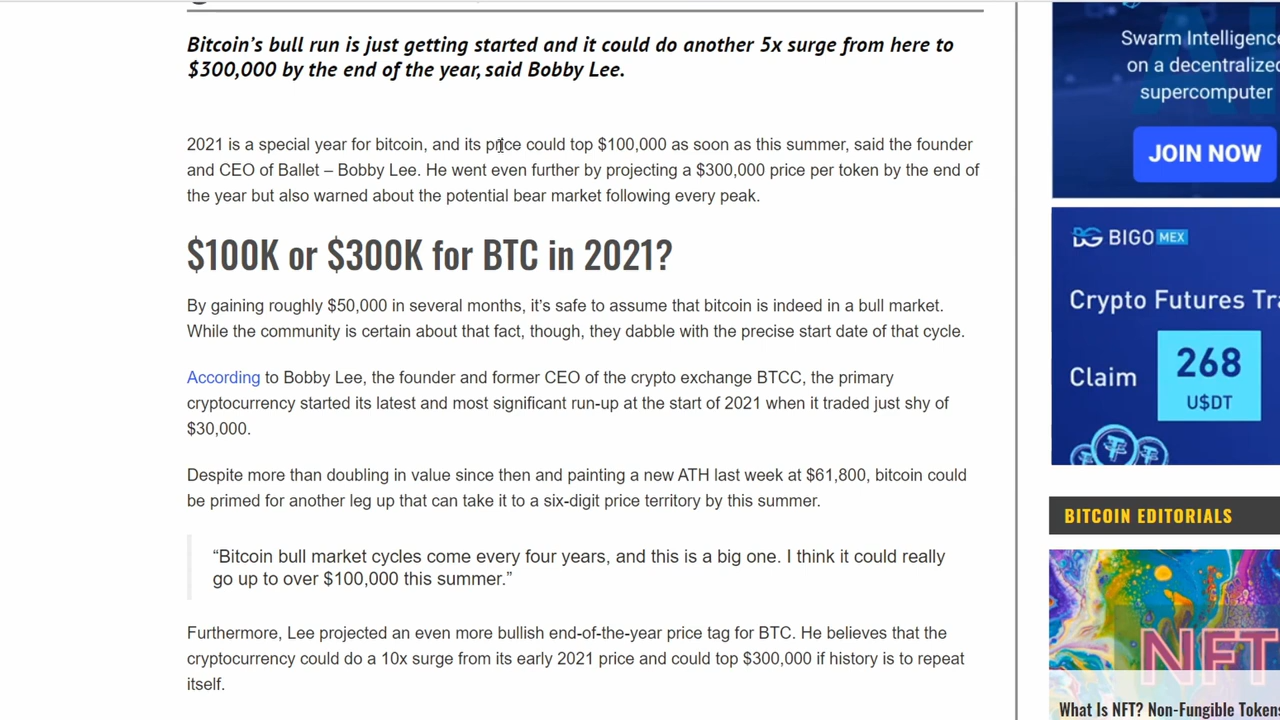 Bitcoin’s bull run is just getting started and it could do another 5x surge from here to
$300,000 by the end of the year, said Bobby Lee.
2021 is a special year for bitcoin, and its price could top $100,000 as soon as this summer, said the founder
and CEO of Ballet – Bobby Lee. He went even further by projecting a $300,000 price per token by the end of
the year but also warned about the potential bear market following every peak.
$100K or $300K for BTC in 2021?
By gaining roughly $50,000 in several months, it’s safe to assume that bitcoin is indeed in a bull market.
While the community is certain about that fact, though, they dabble with the precise start date of that cycle.
According to Bobby Lee, the founder and former CEO of the crypto exchange BTCC, the primary
cryptocurrency started its latest and most significant run-up at the start of 2021 when it traded just shy of
$30,000.
Despite more than doubling in value since then and painting a new ATH last week at $61,800, bitcoin could
be primed for another leg up that can take it to a six-digit price territory by this summer.
“Bitcoin bull market cycles come every four years, and this is a big one. I think it could really
go up to over $100,000 this summer.”
Furthermore, Lee projected an even more bullish end-of-the-year price tag for BTC. He believes that the
cryptocurrency could do a 10x surge from its early 2021 price and could top $300,000 if history is to repeat
itself.
Swarm Intelligence
on a decentralized
supercomputer
JOIN NOW
BIGO MEX
Crypto Futures Tra
Claim
268
U$DT
BITCOIN EDITORIALS
NFT
What Is NFT? Non-Fungible Tokens